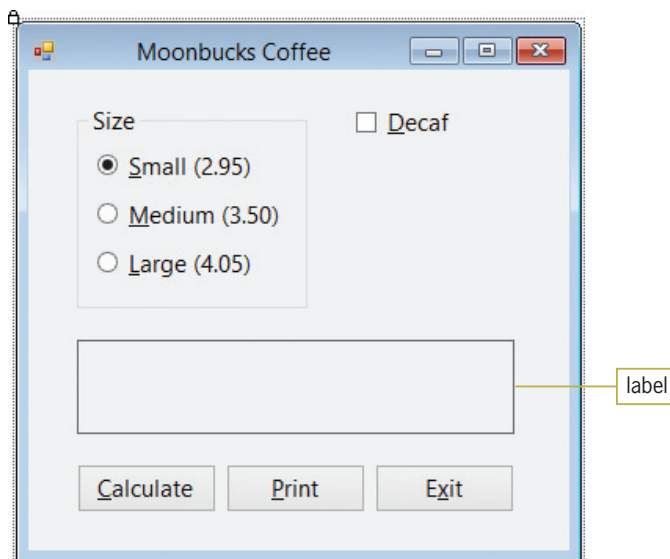 Moonbucks Coffee
Size
Decaf
Small (2.95)
Medium (3.50)
Large (4.05)
label
Calculate Print Exit